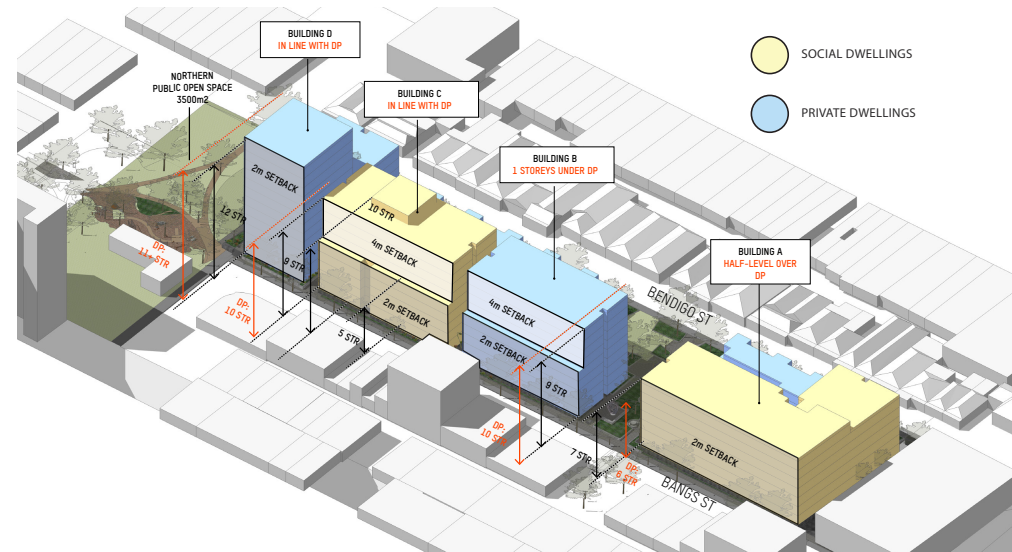 BUILDING D
IN LINE WITH DP
SOCIAL DWELLINGS
NORTHERN
PUBLIC OPEN SPACE
3500m2
BUILDING C
IN LINE WITH DP
PRIVATE DWELLINGS
BUILDING B
1 STOREYS UNDER DP
2m SETBACK
12 STR
DP:
11+ STR
10 STR
4m SETBACK
9 STR
2m SETBACK
DP:
10 STR
5 STR
BUILDING A
HALF-LEVEL OVER
DP
BENDIGO ST
4m SETBACK
2m SETBACK
9 STR
DP:
10 STR
7 STR
DP:
8 STR
2m SETBACK
BANGS ST